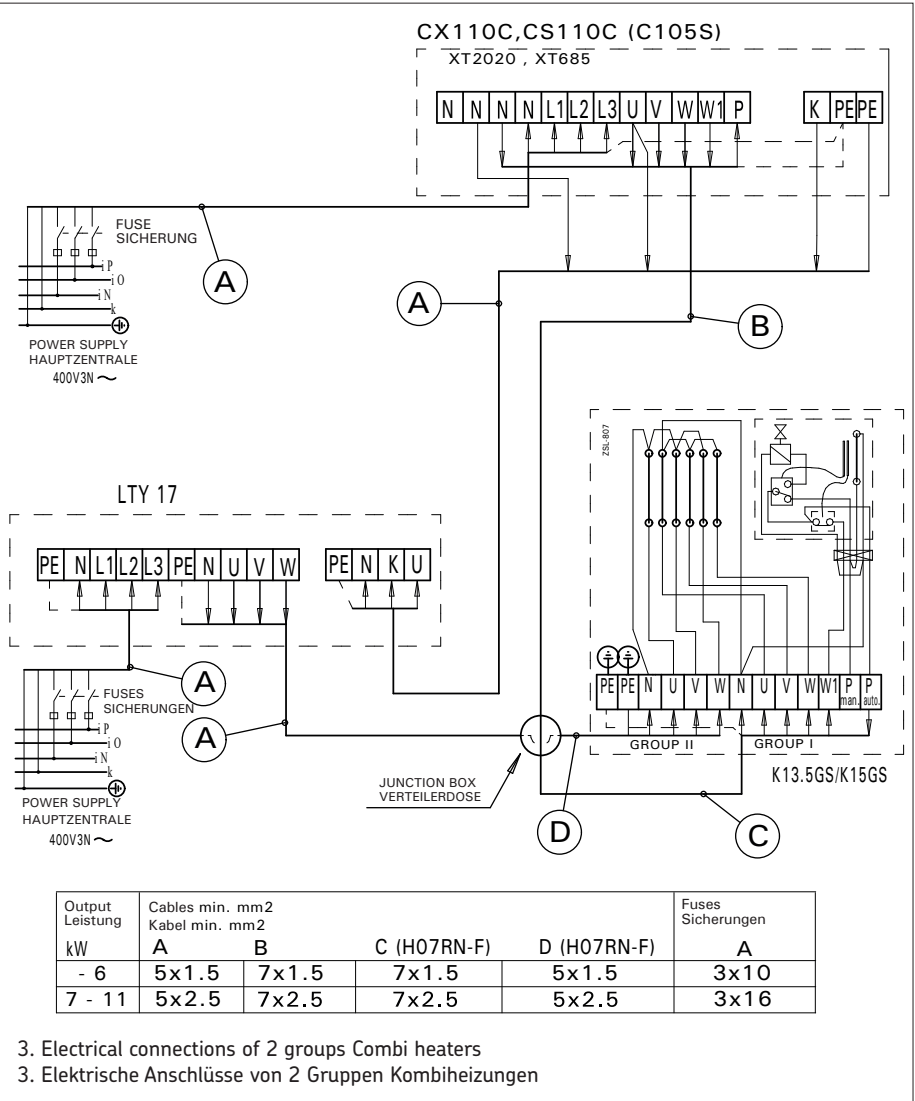 CX110C,CS110C (C105S)
XT2020 , XT685
N N N N L1 L2 L3 U V W W1 P K PE PE
FUSE
SICHERUNG
A
i P
i O
i N
k
POWER SUPPLY
HAUPTZENTRALE
400V3N ~
A
B
ZSL-807
LTY 17
PE N L1 L2 L3 PE N U V W PE N K U
A
FUSES
SICHERUNGEN
A
i P
i O
i N
k
POWER SUPPLY
HAUPTZENTRALE
400V3N ~
PE PE N U V W N U V W W1 P man. P auto.
GROUP II GROUP I
K13.5GS/K15GS
JUNCTION BOX
VERTEILERDOSE
D
C
Output Cables min. mm2 Fuses
Leistung Kabel min. mm2 Sicherungen
kW A B C (H07RN-F) D (H07RN-F) A
- 6 5x1.5 7x1.5 7x1.5 5x1.5 3x10
7 - 11 5x2.5 7x2.5 7x2.5 5x2.5 3x16
3. Electrical connections of 2 groups Combi heaters
3. Elektrische Anschlüsse von 2 Gruppen Kombiheizungen